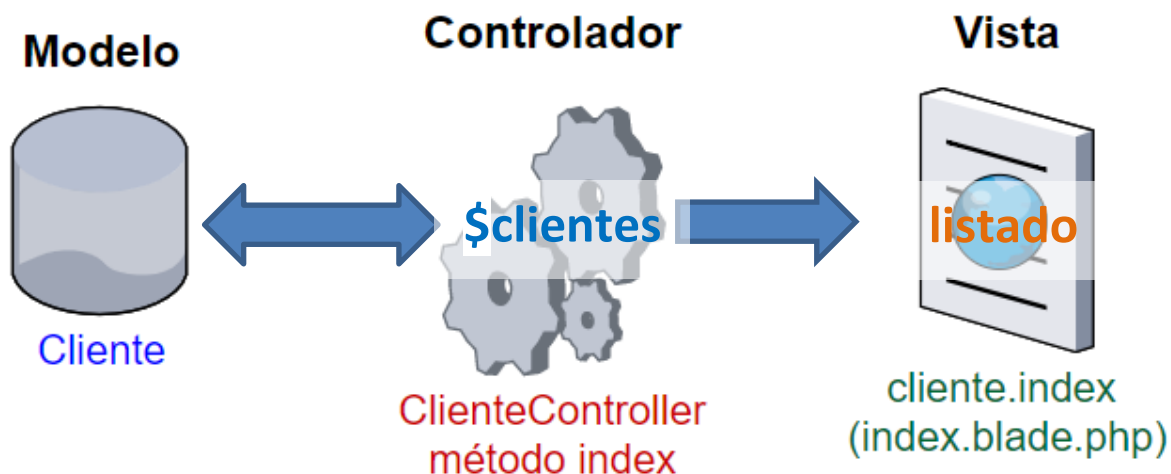 Modelo
Controlador
Vista
$clientes
listado
Cliente
ClienteController
método index
cliente.index
(index.blade.php)